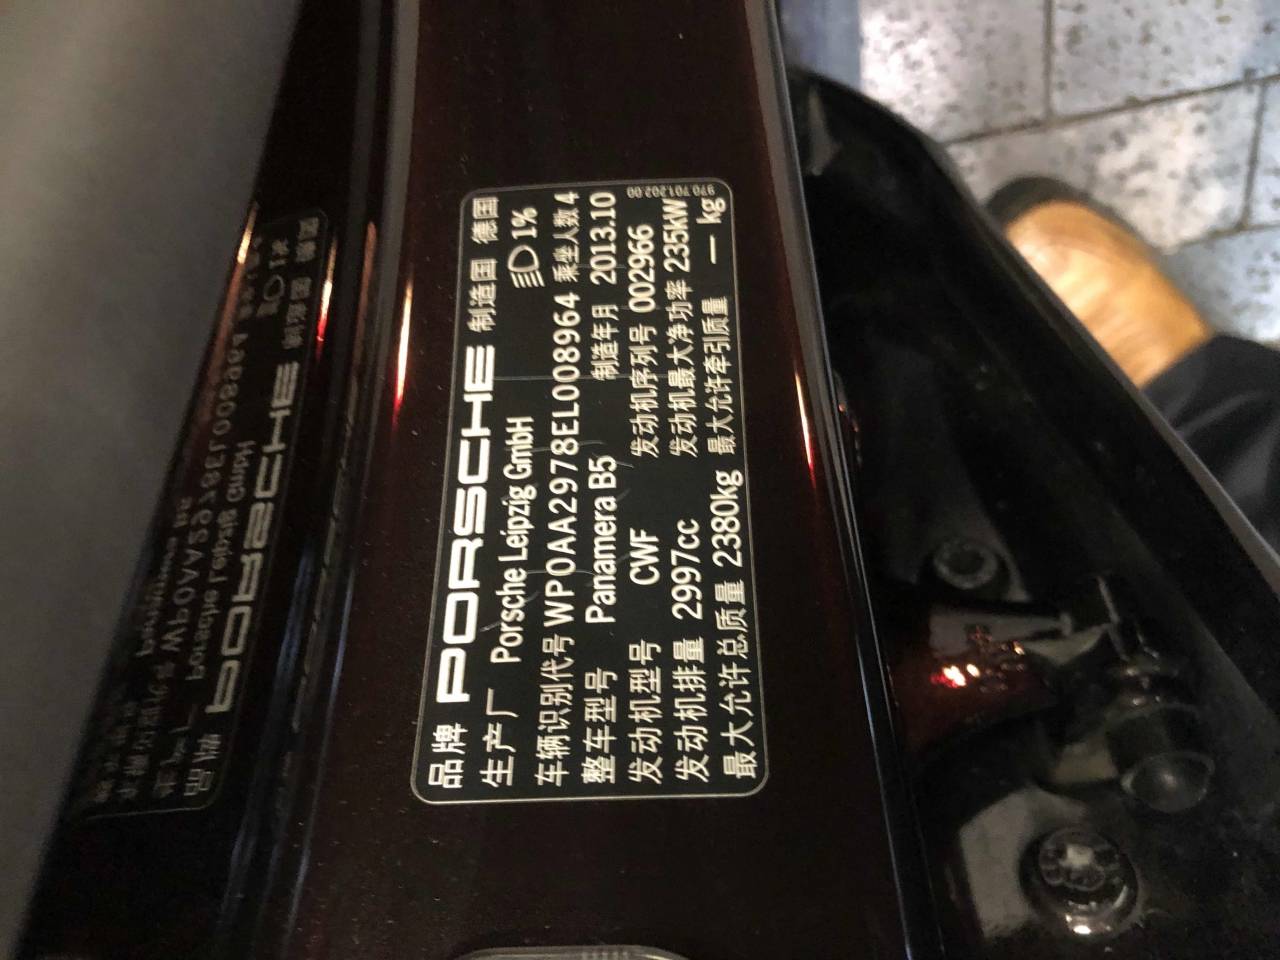 品牌 PORSCHE 制造国 德国
生产厂 Porsche Leipzig GmbH 1%
车辆识别代号 WP0AA2978EL008964 乘坐人数 4
整车型号 Panamera B5 制造年月 2013.10
发动机型号 CWF 发动机序列号 002966
发动机排量 2997cc 发动机最大净功率 235kW
最大允许总质量 2380kg 最大允许牵引质量 — kg
970.701.202.00